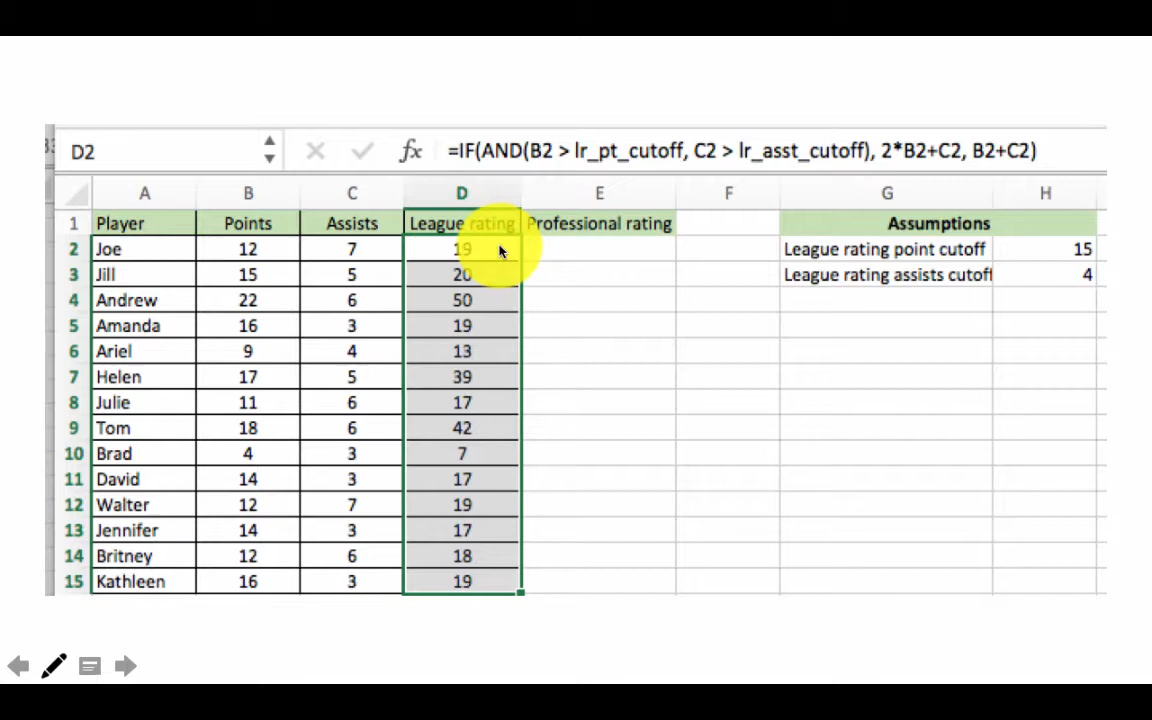 D2 fx =IF(AND(B2 > lr_pt_cutoff, C2 > lr_asst_cutoff), 2*B2+C2, B2+C2)
A B C D E F G H
1 Player Points Assists League rating Professional rating Assumptions
2 Joe 12 7 19 League rating point cutoff 15
3 Jill 15 5 20 League rating assists cutoff 4
4 Andrew 22 6 50
5 Amanda 16 3 19
6 Ariel 9 4 13
7 Helen 17 5 39
8 Julie 11 6 17
9 Tom 18 6 42
10 Brad 4 3 7
11 David 14 3 17
12 Walter 12 7 19
13 Jennifer 14 3 17
14 Britney 12 6 18
15 Kathleen 16 3 19